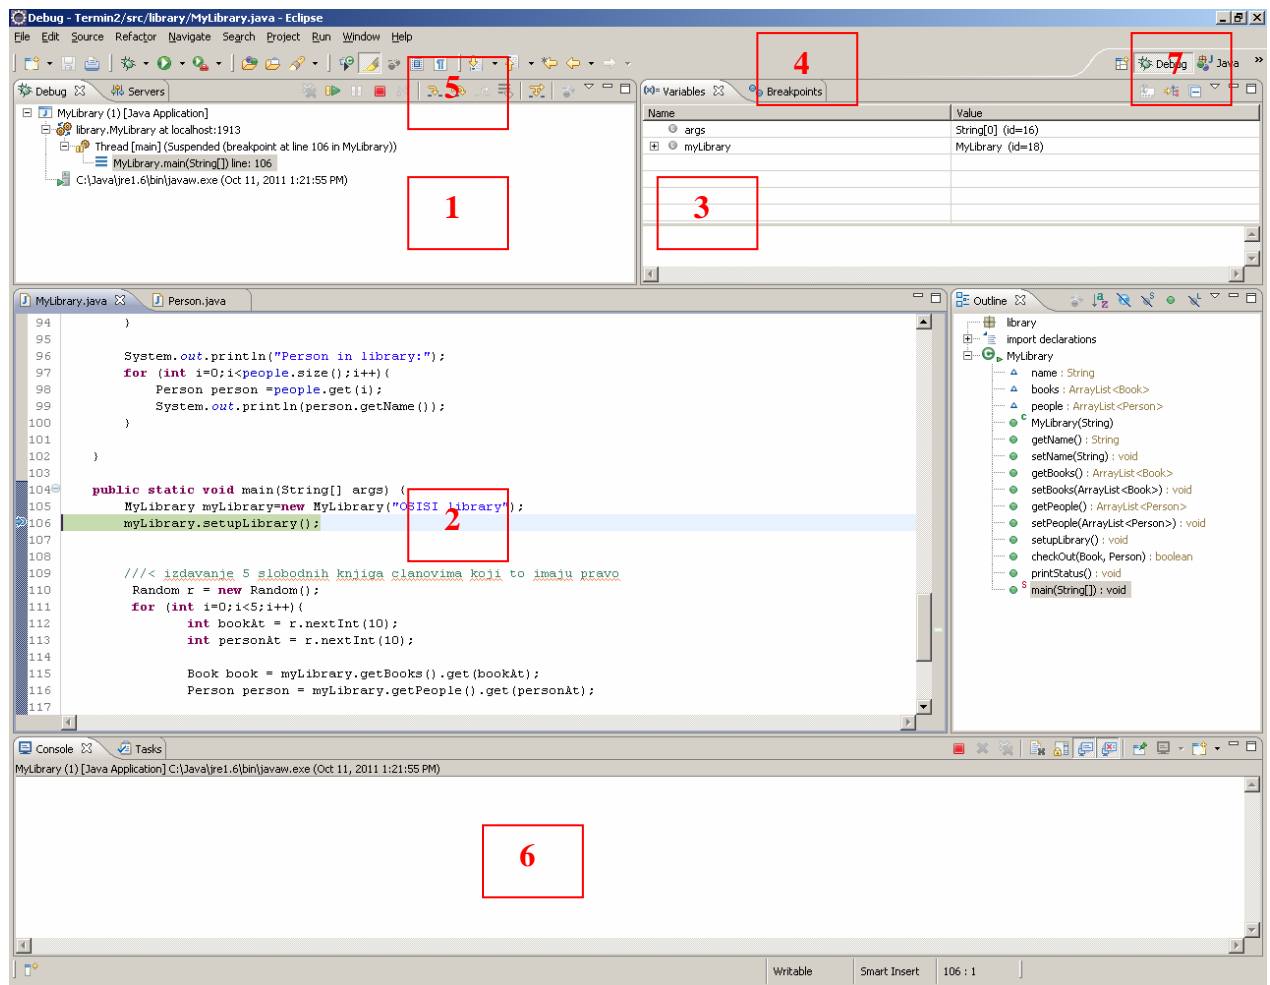 Debug - Termin2/src/library/MyLibrary.java - Eclipse
File Edit Source Refactor Navigate Search Project Run Window Help
4
7
Debug Java »
5
Debug Servers
(x)= Variables Breakpoints
MyLibrary (1) [Java Application]
library.MyLibrary at localhost:1913
Thread [main] (Suspended (breakpoint at line 106 in MyLibrary))
MyLibrary.main(String[]) line: 106
C:\Java\jre1.6\bin\javaw.exe (Oct 11, 2011 1:21:55 PM)
1
Name Value
args String[0] (id=16)
myLibrary MyLibrary (id=18)
3
MyLibrary.java Person.java
94 }
95
96 System.out.println("Person in library:");
97 for (int i=0;i<people.size();i++){
98 Person person =people.get(i);
99 System.out.println(person.getName());
100 }
101
102 }
103
104 public static void main(String[] args) {
105 MyLibrary myLibrary=new MyLibrary("OSISI library");
106 myLibrary.setupLibrary();
2
107
108
109 ///< izdavanje 5 slobodnih knjiga clanovima koji to imaju pravo
110 Random r = new Random();
111 for (int i=0;i<5;i++){
112 int bookAt = r.nextInt(10);
113 int personAt = r.nextInt(10);
114
115 Book book = myLibrary.getBooks().get(bookAt);
116 Person person = myLibrary.getPeople().get(personAt);
117
Outline
library
import declarations
MyLibrary
name : String
books : ArrayList<Book>
people : ArrayList<Person>
MyLibrary(String)
getName() : String
setName(String) : void
getBooks() : ArrayList<Book>
setBooks(ArrayList<Book>) : void
getPeople() : ArrayList<Person>
setPeople(ArrayList<Person>) : void
setupLibrary() : void
checkOut(Book, Person) : boolean
printStatus() : void
main(String[]) : void
Console Tasks
MyLibrary (1) [Java Application] C:\Java\jre1.6\bin\javaw.exe (Oct 11, 2011 1:21:55 PM)
6
Writable Smart Insert 106 : 1